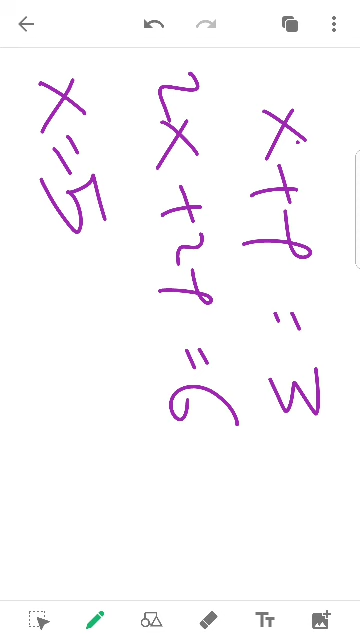 x + y = 3
2x + 2y = 6
x = 5